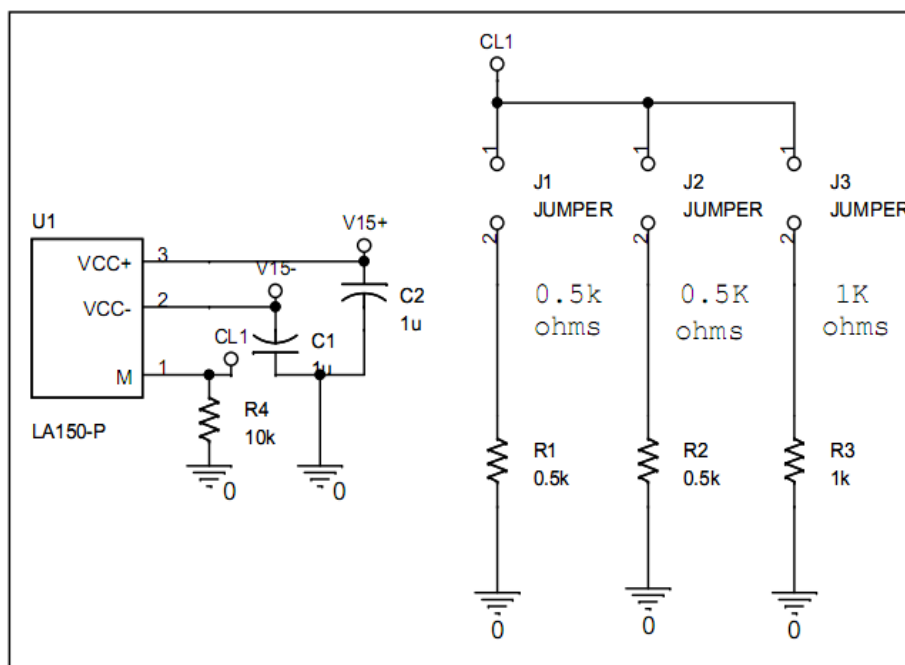 U1
VCC+
3
VCC-
2
M
1
LA150-P
V15+
V15-
CL1
C1
1u
C2
1u
R4
10k
0
0
CL1
1
J1
JUMPER
2
0.5k
ohms
R1
0.5k
0
1
J2
JUMPER
2
0.5K
ohms
R2
0.5k
0
1
J3
JUMPER
2
1K
ohms
R3
1k
0